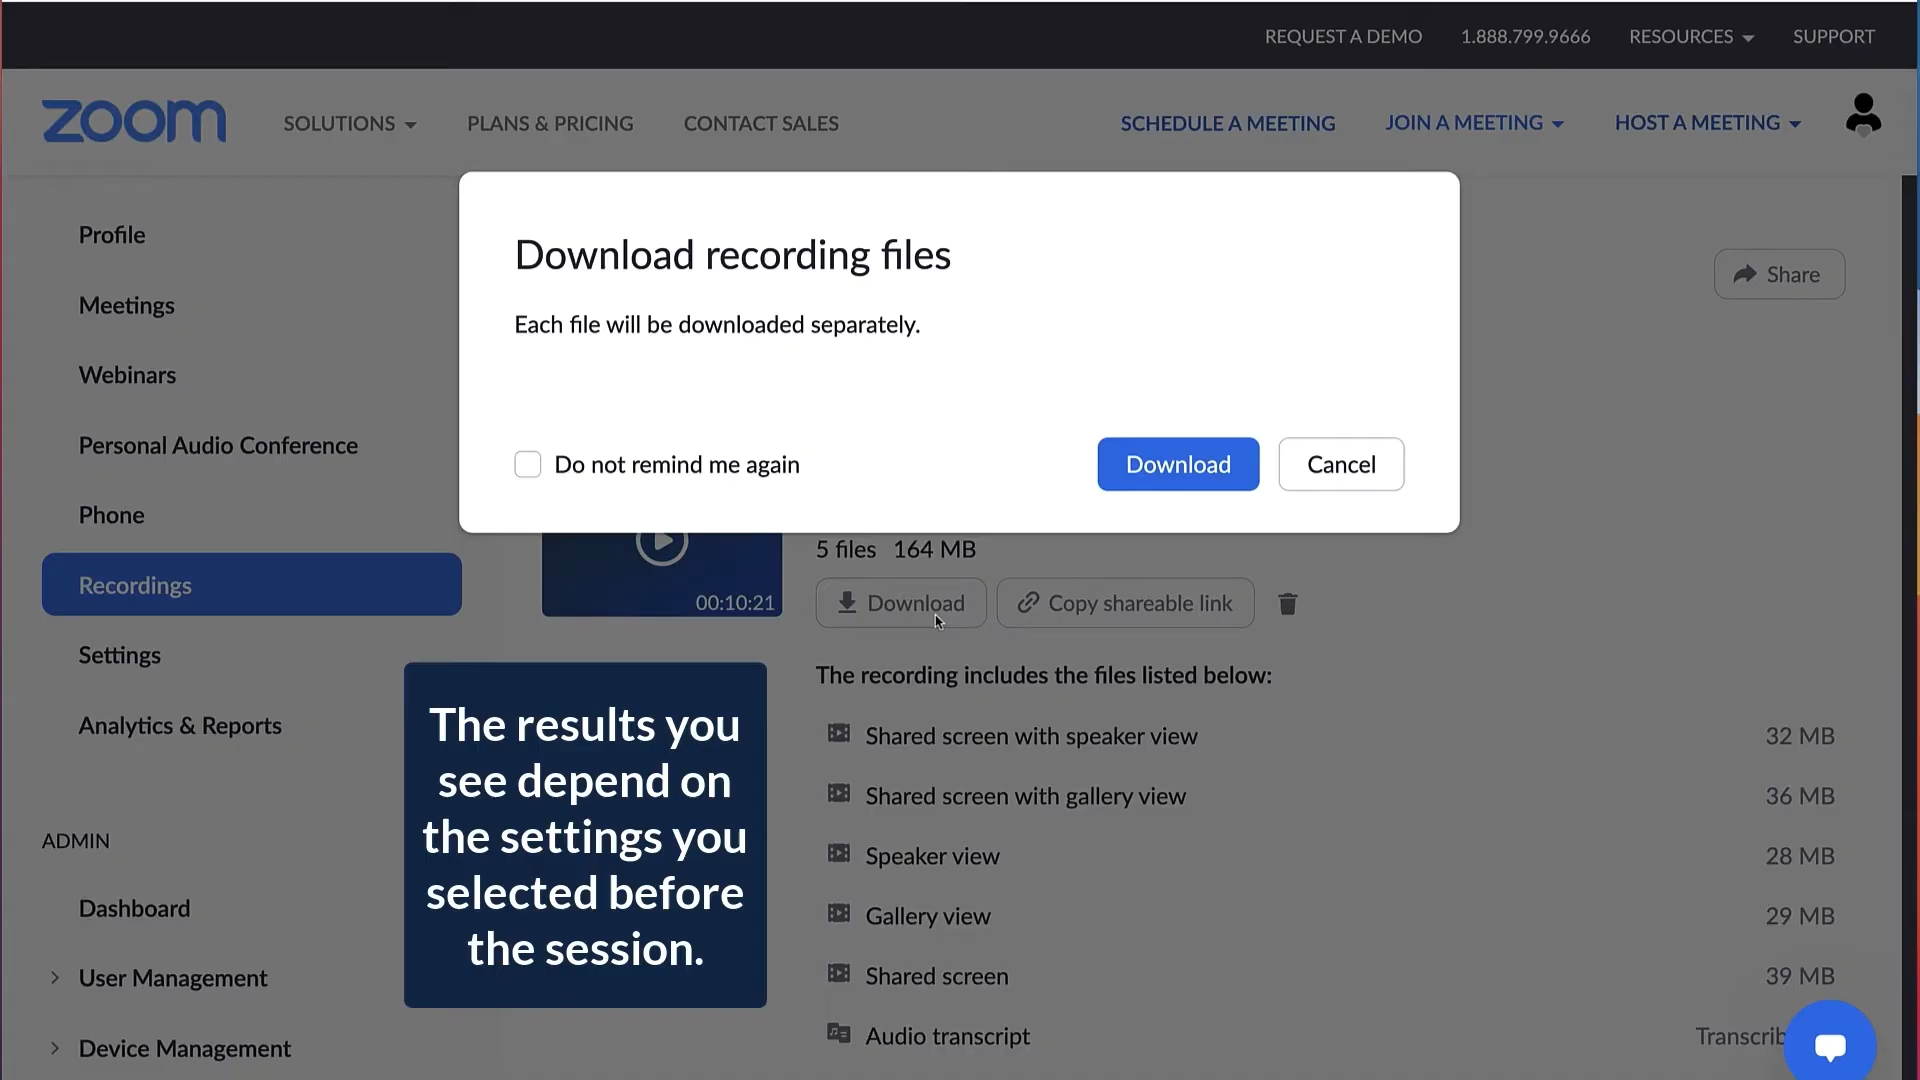 REQUEST A DEMO 1.888.799.9666 RESOURCES SUPPORT
zoom SOLUTIONS PLANS & PRICING CONTACT SALES SCHEDULE A MEETING JOIN A MEETING HOST A MEETING
Profile
Meetings
Webinars
Personal Audio Conference
Phone
Recordings
Settings
Analytics & Reports
ADMIN
Dashboard
User Management
Device Management
Share
Download recording files
Each file will be downloaded separately.
Do not remind me again
Download Cancel
00:10:21
5 files 164 MB
Download Copy shareable link
The recording includes the files listed below:
Shared screen with speaker view 32 MB
Shared screen with gallery view 36 MB
Speaker view 28 MB
Gallery view 29 MB
Shared screen 39 MB
Audio transcript
The results you
see depend on
the settings you
selected before
the session.